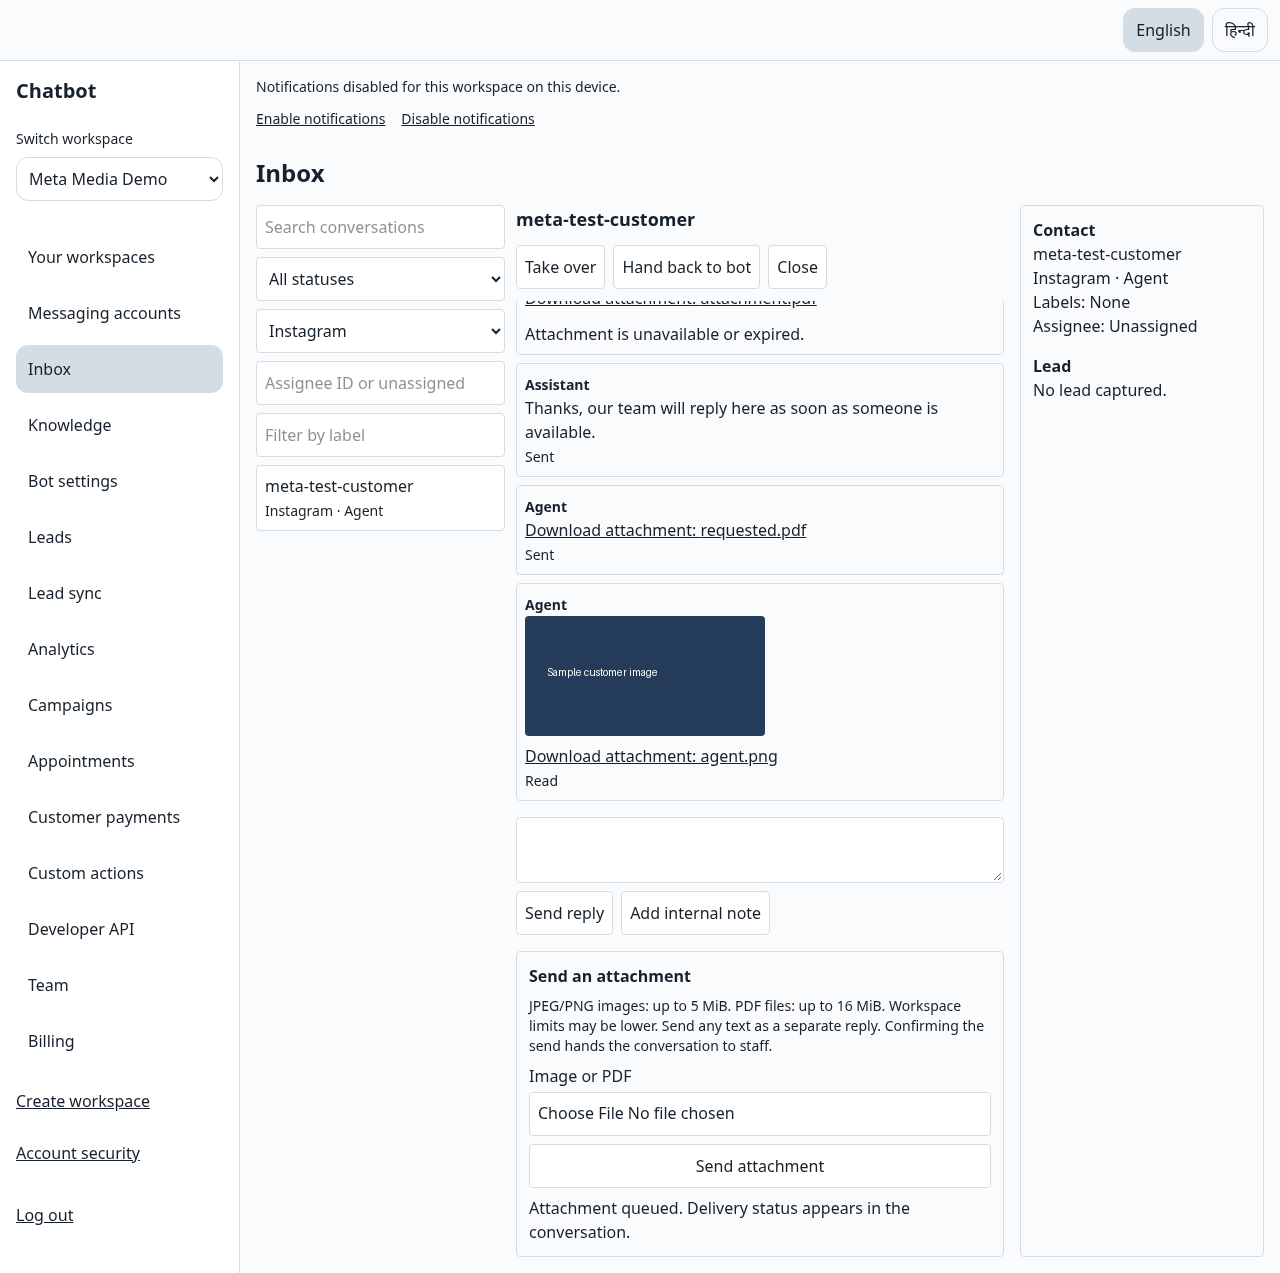 English
हिन्दी
Chatbot
Switch workspace
Meta Media Demo
Your workspaces
Messaging accounts
Inbox
Knowledge
Bot settings
Leads
Lead sync
Analytics
Campaigns
Appointments
Customer payments
Custom actions
Developer API
Team
Billing
Create workspace
Account security
Log out
Notifications disabled for this workspace on this device.
Enable notifications
Disable notifications
Inbox
Search conversations
All statuses
Instagram
Assignee ID or unassigned
Filter by label
meta-test-customer
Instagram · Agent
meta-test-customer
Take over
Hand back to bot
Close
Download attachment: attachment.pdf
Attachment is unavailable or expired.
Assistant
Thanks, our team will reply here as soon as someone is
available.
Sent
Agent
Download attachment: requested.pdf
Sent
Agent
Sample customer image
Download attachment: agent.png
Read
Send reply
Add internal note
Send an attachment
JPEG/PNG images: up to 5 MiB. PDF files: up to 16 MiB. Workspace
limits may be lower. Send any text as a separate reply. Confirming the
send hands the conversation to staff.
Image or PDF
Choose File No file chosen
Send attachment
Attachment queued. Delivery status appears in the
conversation.
Contact
meta-test-customer
Instagram · Agent
Labels: None
Assignee: Unassigned
Lead
No lead captured.